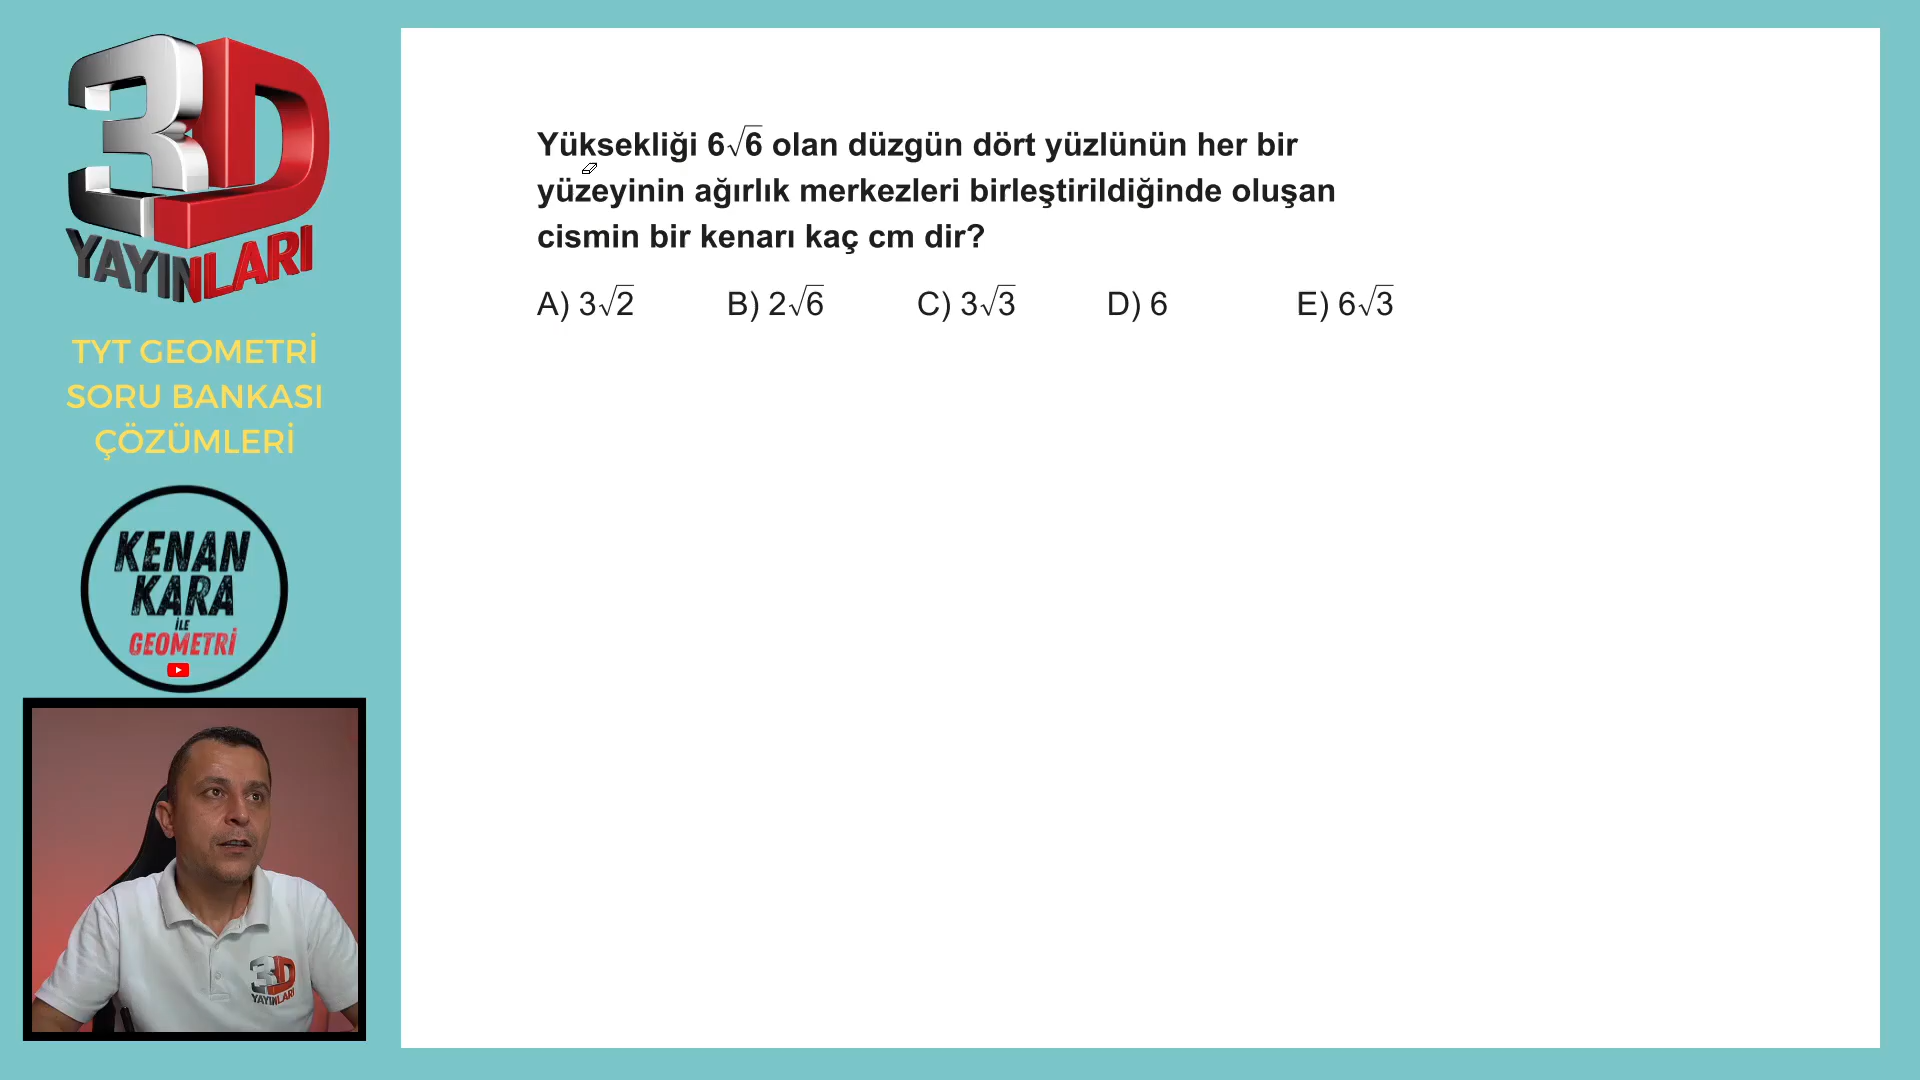 3D
YAYINLARI
TYT GEOMETRİ
SORU BANKASI
ÇÖZÜMLERİ
KENAN
KARA
İLE
GEOMETRİ
3D
YAYINLARI
Yüksekliği 6√6 olan düzgün dört yüzlünün her bir
yüzeyinin ağırlık merkezleri birleştirildiğinde oluşan
cismin bir kenarı kaç cm dir?
A) 3√2 B) 2√6 C) 3√3 D) 6 E) 6√3